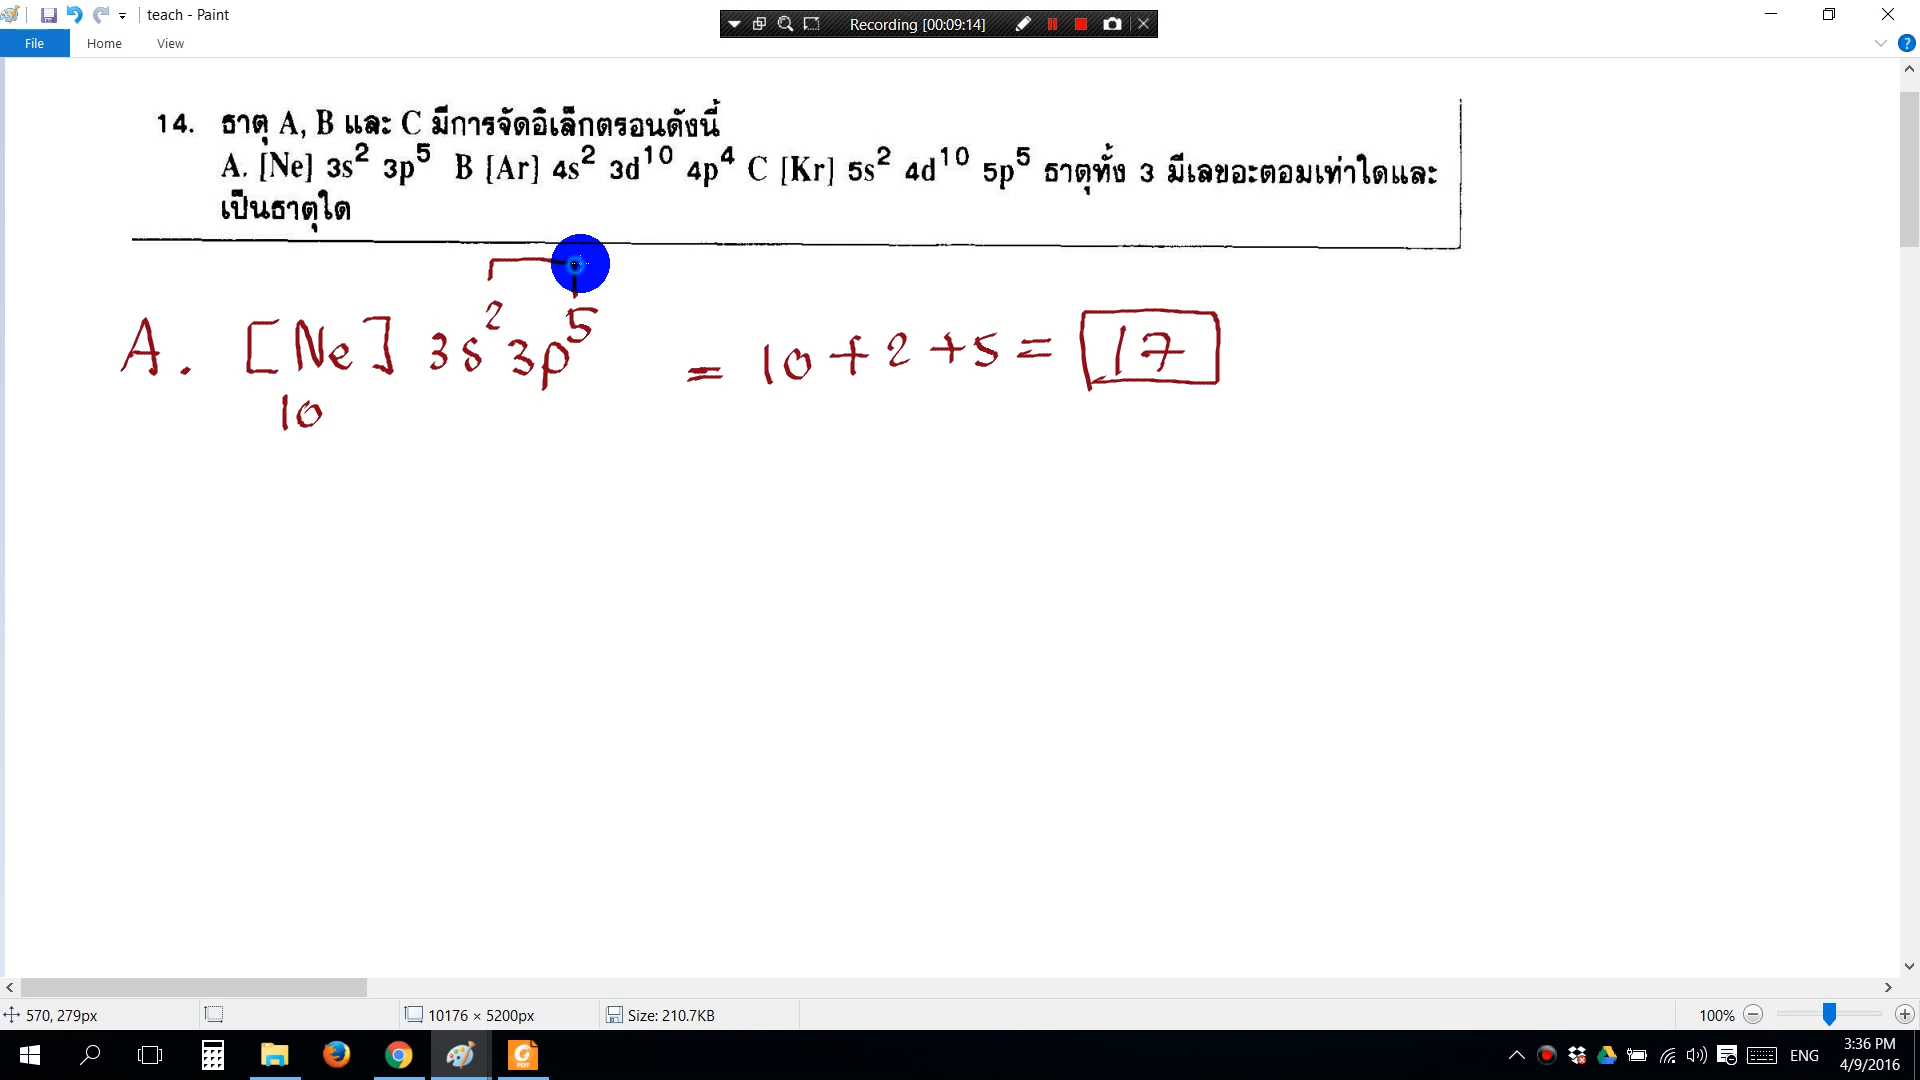 teach - Paint
Recording [00:09:14]
File Home View
14. ธาตุ A, B และ C มีการจัดอิเล็กตรอนดังนี้
A. [Ne] 3s² 3p⁵ B [Ar] 4s² 3d¹⁰ 4p⁴ C [Kr] 5s² 4d¹⁰ 5p⁵ ธาตุทั้ง 3 มีเลขอะตอมเท่าใดและ
เป็นธาตุใด
A. [Ne] 3s² 3p⁵ = 10 + 2 + 5 = 17
10
570, 279px 10176 × 5200px Size: 210.7KB 100%
ENG 3:36 PM
4/9/2016